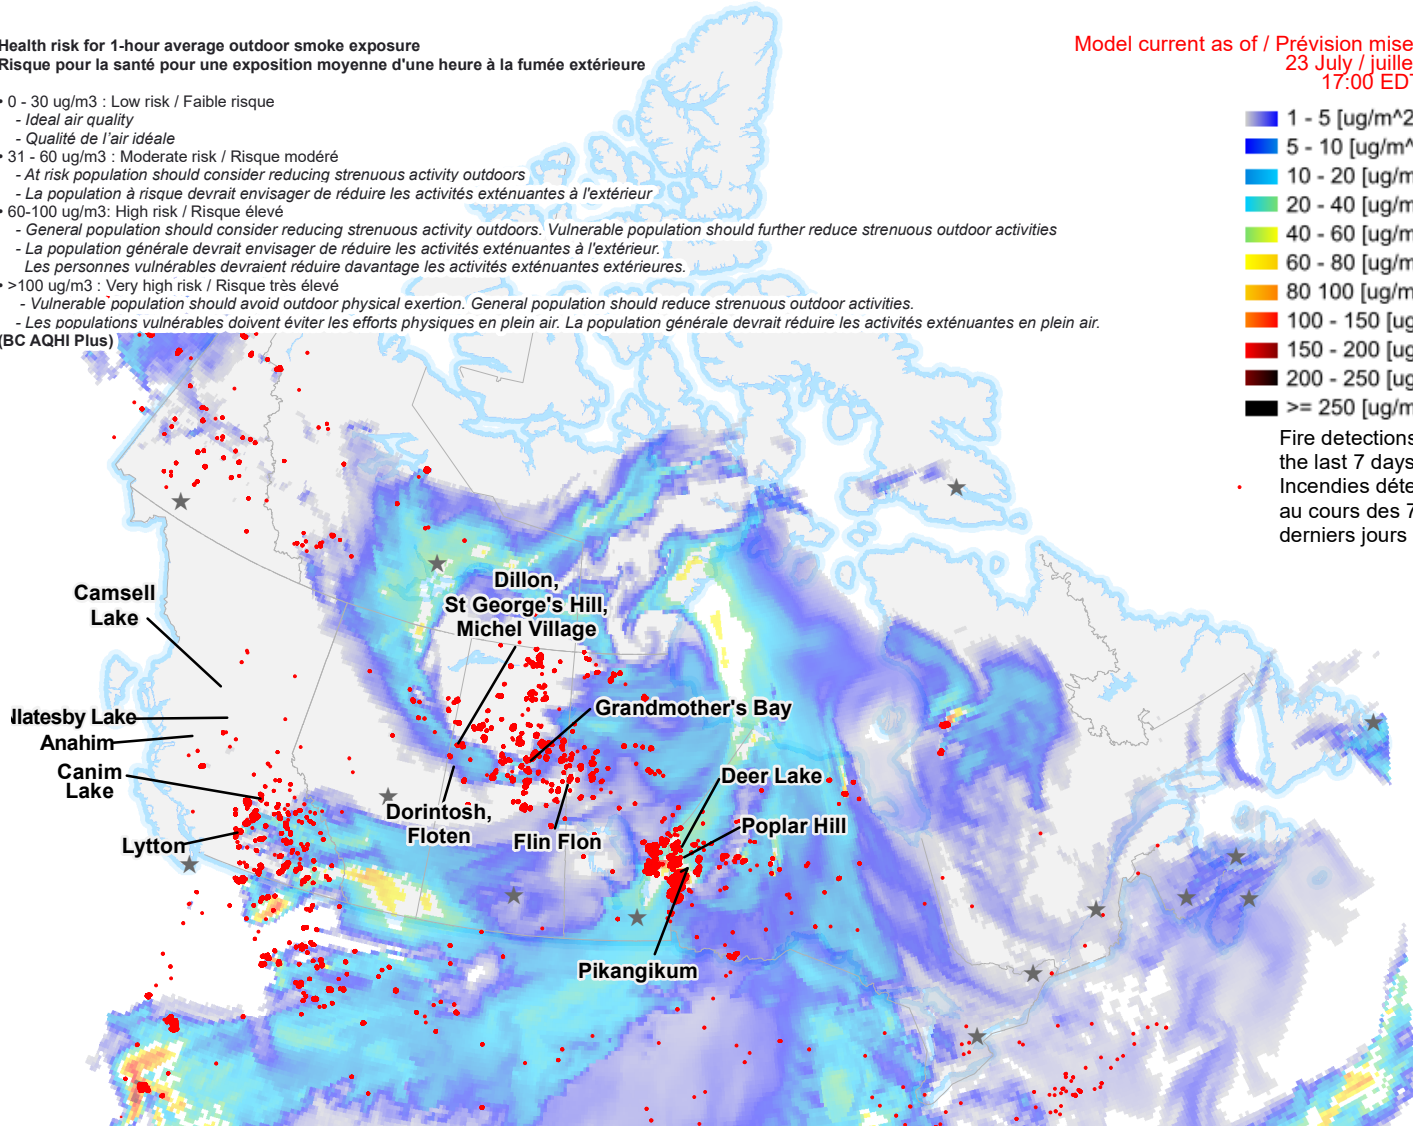 Health risk for 1-hour average outdoor smoke exposure
Risque pour la santé pour une exposition moyenne d'une heure à la fumée extérieure
• 0 - 30 ug/m3 : Low risk / Faible risque
- Ideal air quality
- Qualité de l'air idéale
• 31 - 60 ug/m3 : Moderate risk / Risque modéré
- At risk population should consider reducing strenuous activity outdoors
- La population à risque devrait envisager de réduire les activités exténuantes à l'extérieur
• 60-100 ug/m3: High risk / Risque élevé
- General population should consider reducing strenuous activity outdoors. Vulnerable population should further reduce strenuous outdoor activities
- La population générale devrait envisager de réduire les activités exténuantes à l'extérieur.
Les personnes vulnérables devraient réduire davantage les activités exténuantes extérieures.
• >100 ug/m3 : Very high risk / Risque très élevé
- Vulnerable population should avoid outdoor physical exertion. General population should reduce strenuous outdoor activities.
- Les populations vulnérables doivent éviter les efforts physiques en plein air. La population générale devrait réduire les activités exténuantes en plein air.
(BC AQHI Plus)
Model current as of / Prévision mise
23 July / juille
17:00 EDT
1 - 5 [ug/m^2
5 - 10 [ug/m^
10 - 20 [ug/m
20 - 40 [ug/m
40 - 60 [ug/m
60 - 80 [ug/m
80 100 [ug/m
100 - 150 [ug
150 - 200 [ug
200 - 250 [ug
>= 250 [ug/m
Fire detections
the last 7 days
Incendies déte
au cours des 7
derniers jours
Camsell
Lake
Dillon,
St George's Hill,
Michel Village
llatesby Lake
Anahim
Canim
Lake
Lytton
Grandmother's Bay
Deer Lake
Dorintosh,
Floten
Flin Flon
Poplar Hill
Pikangikum